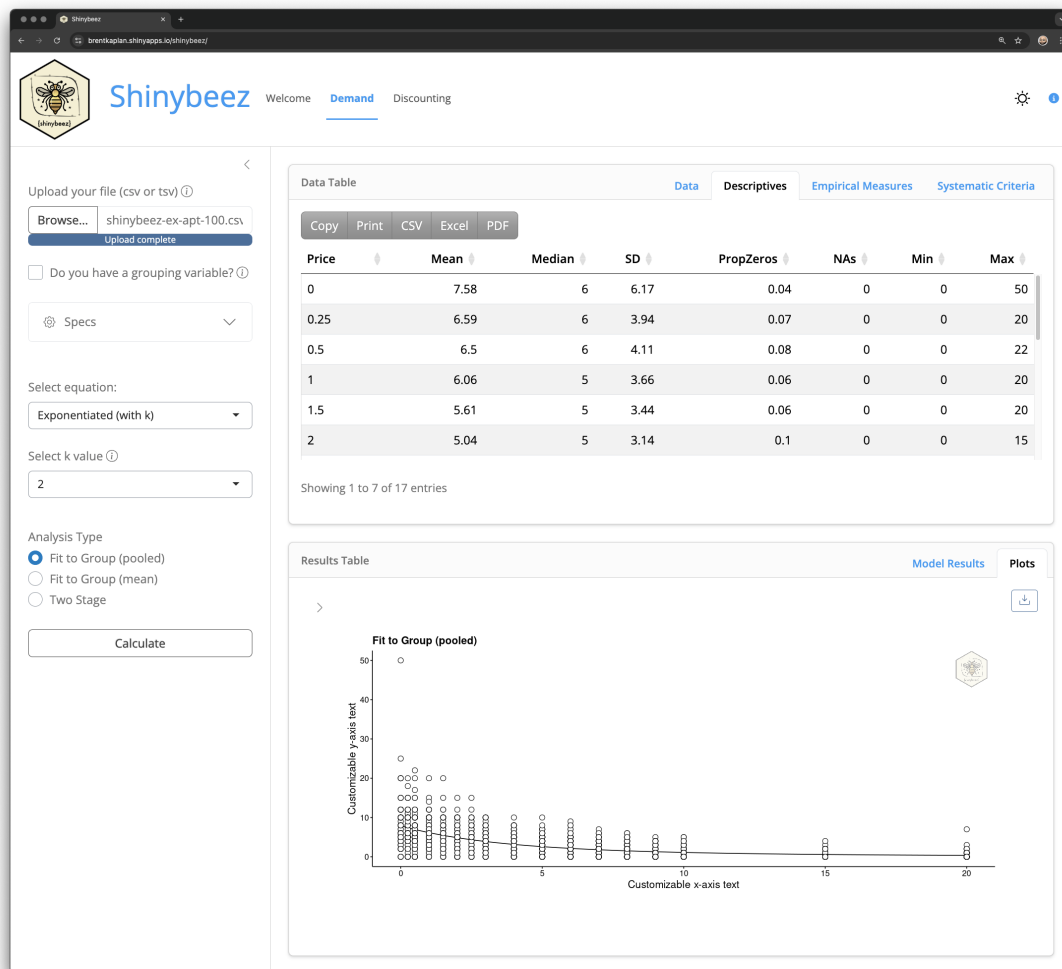 Shinybeez
brentkaplan.shinyapps.io/shinybeez/
{shinybeez}
Shinybeez
Welcome Demand Discounting
Upload your file (csv or tsv)
Browse... shinybeez-ex-apt-100.csv
Upload complete
Do you have a grouping variable?
Specs
Select equation:
Exponentiated (with k)
Select k value
2
Analysis Type
Fit to Group (pooled)
Fit to Group (mean)
Two Stage
Calculate
Data Table Data Descriptives Empirical Measures Systematic Criteria
Copy Print CSV Excel PDF
Price Mean Median SD PropZeros NAs Min Max
0 7.58 6 6.17 0.04 0 0 50
0.25 6.59 6 3.94 0.07 0 0 20
0.5 6.5 6 4.11 0.08 0 0 22
1 6.06 5 3.66 0.06 0 0 20
1.5 5.61 5 3.44 0.06 0 0 20
2 5.04 5 3.14 0.1 0 0 15
Showing 1 to 7 of 17 entries
Results Table Model Results Plots
Fit to Group (pooled)
Customizable y-axis text
50
40
30
20
10
0
0 5 10 15 20
Customizable x-axis text